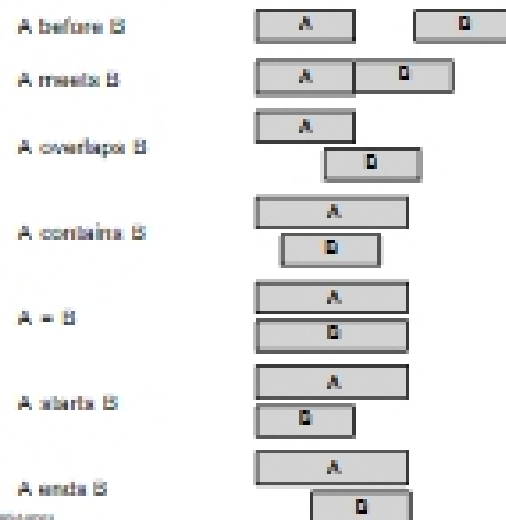 A before B A B
A meets B A B
A overlaps B A
B
A contains B A
B
A = B A
B
A starts B A
B
A ends B A
B